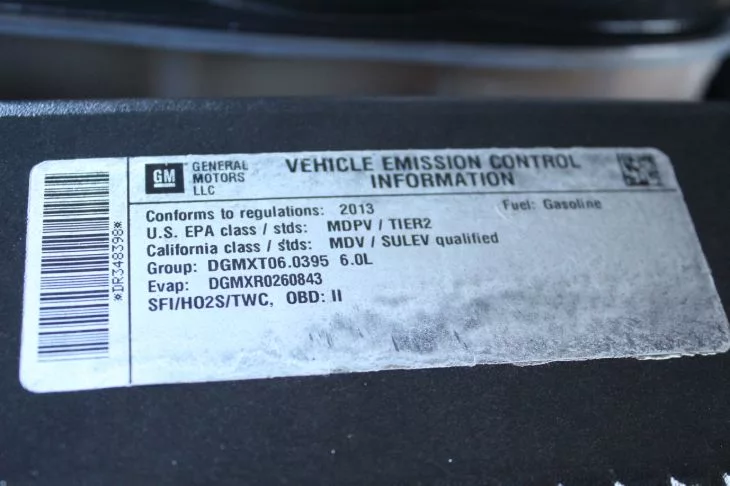 *DR348398*
GM
GENERAL
MOTORS
LLC
VEHICLE EMISSION CONTROL
INFORMATION
Conforms to regulations: 2013 Fuel: Gasoline
U.S. EPA class / stds: MDPV / TIER2
California class / stds: MDV / SULEV qualified
Group: DGMXT06.0395 6.0L
Evap: DGMXR0260843
SFI/HO2S/TWC, OBD: II